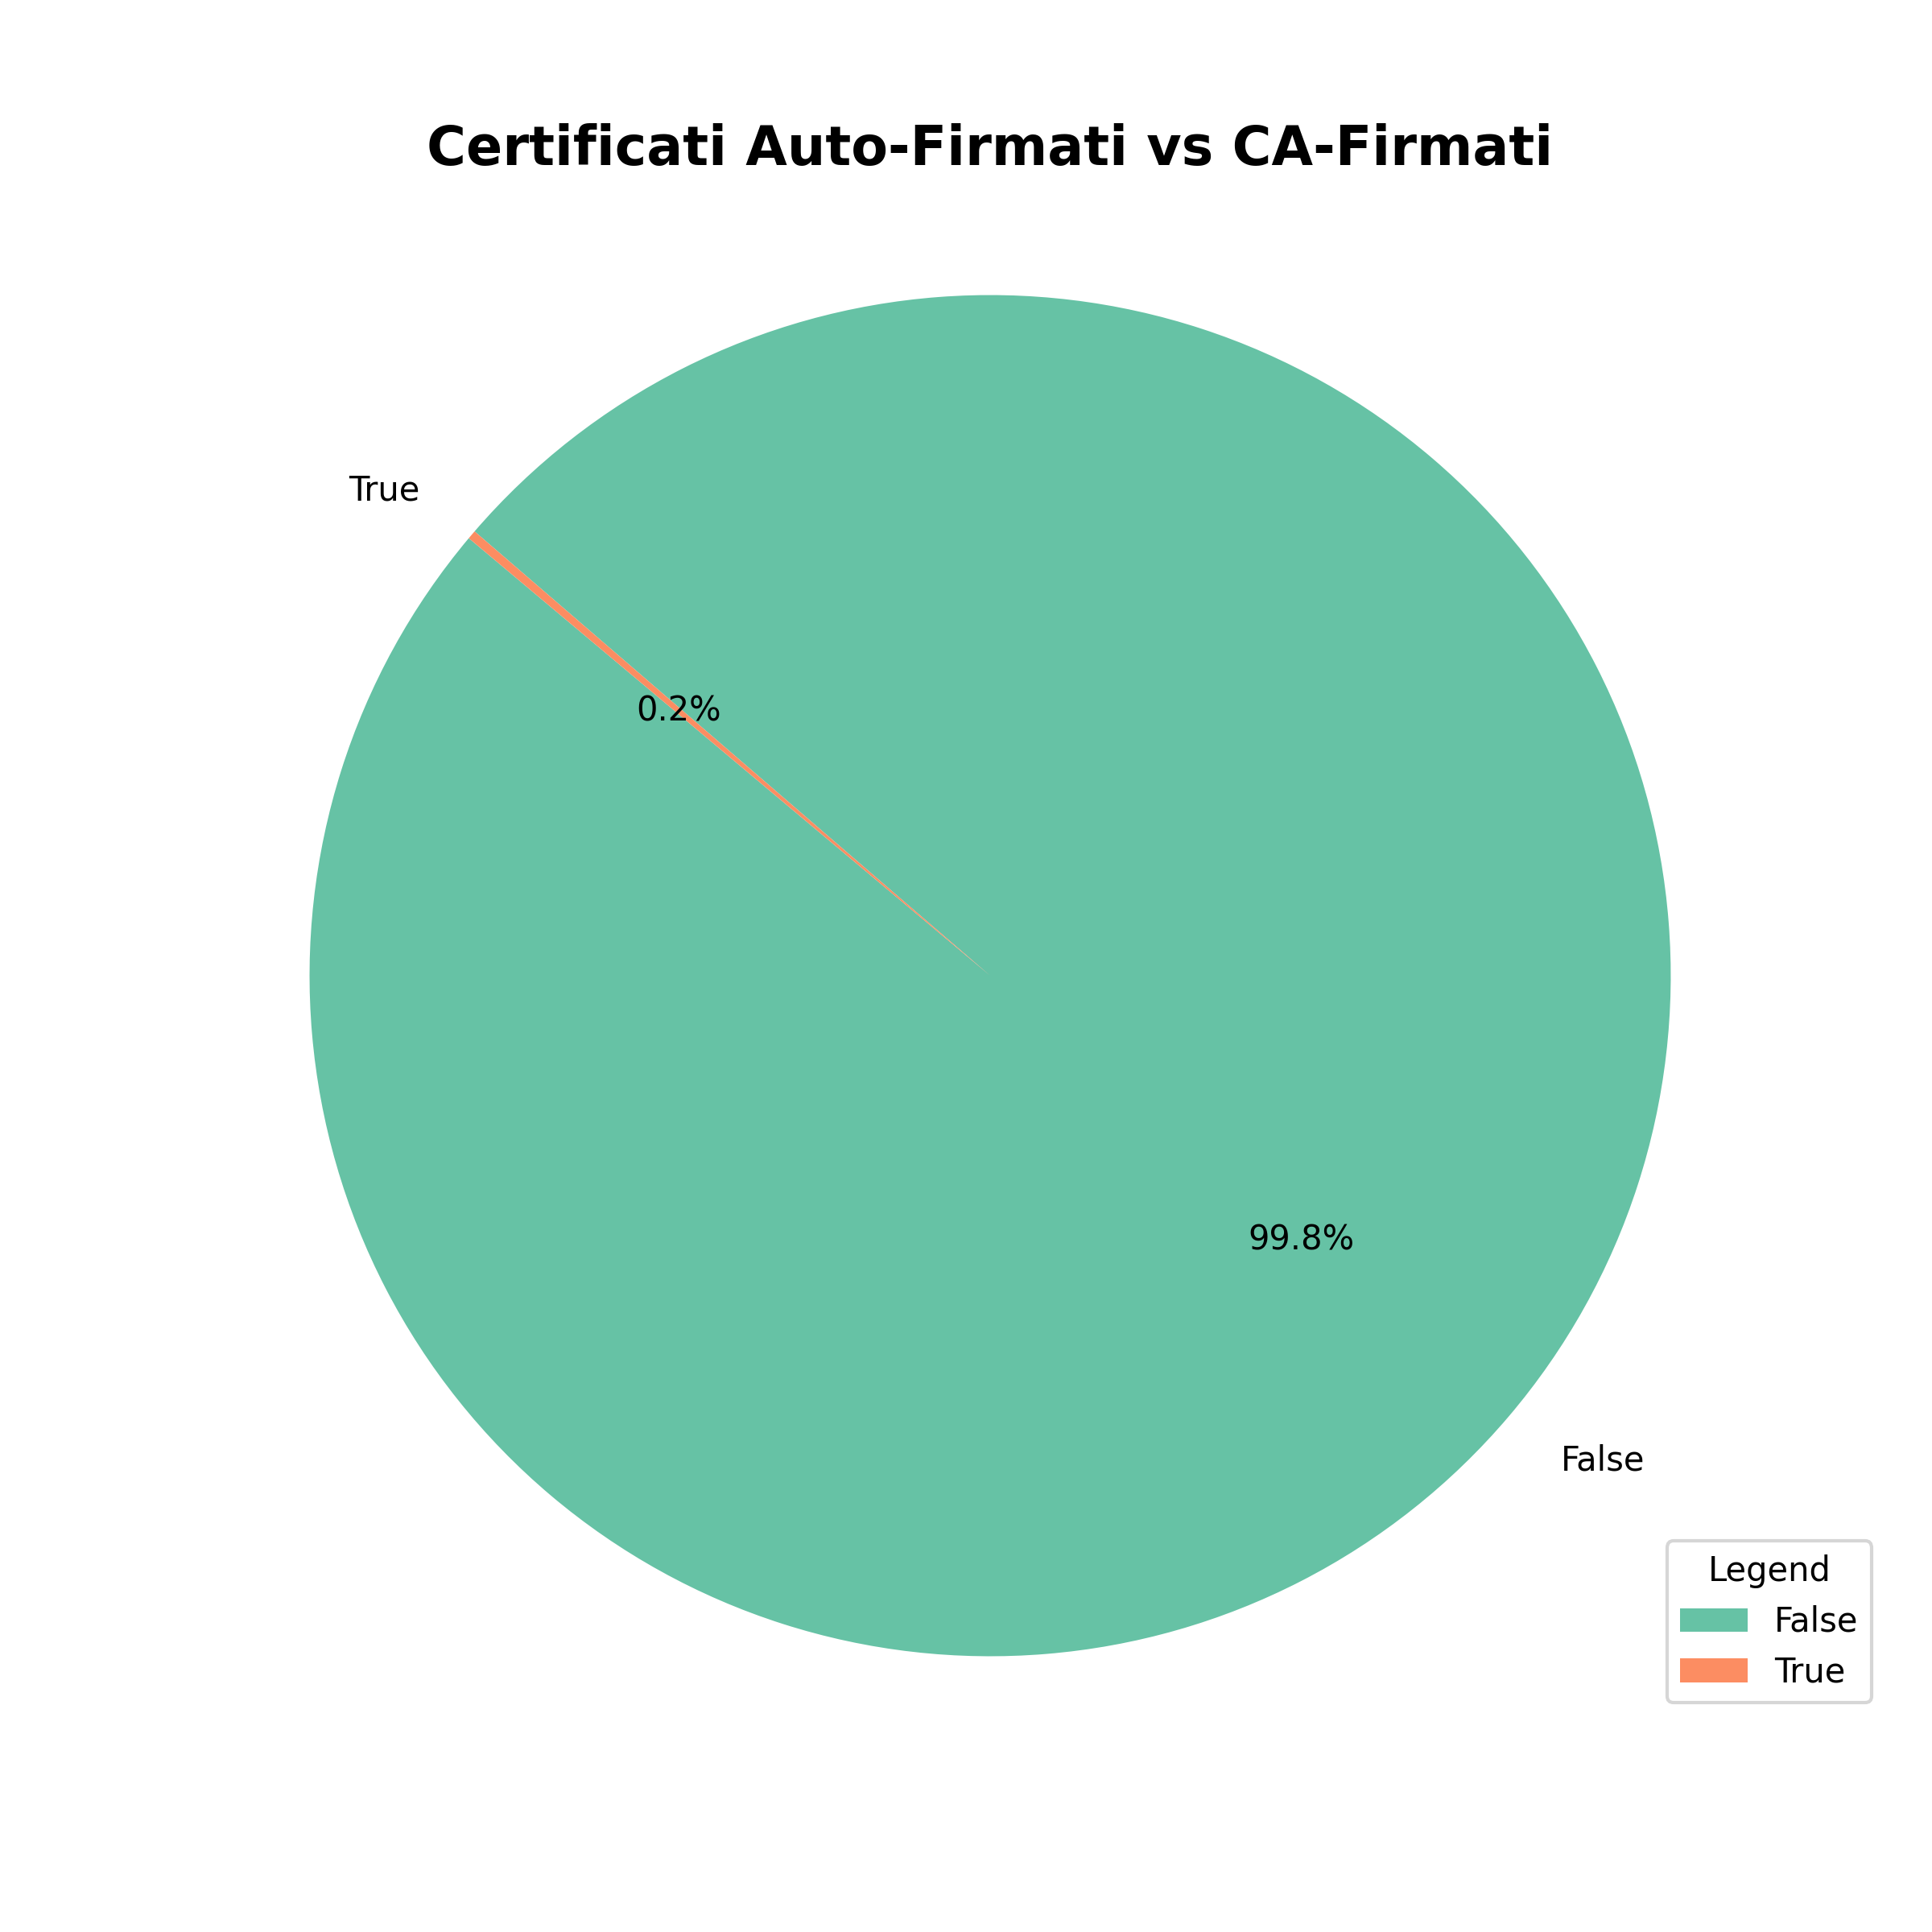 Certificati Auto-Firmati vs CA-Firmati
True
0.2%
99.8%
False
Legend
False
True